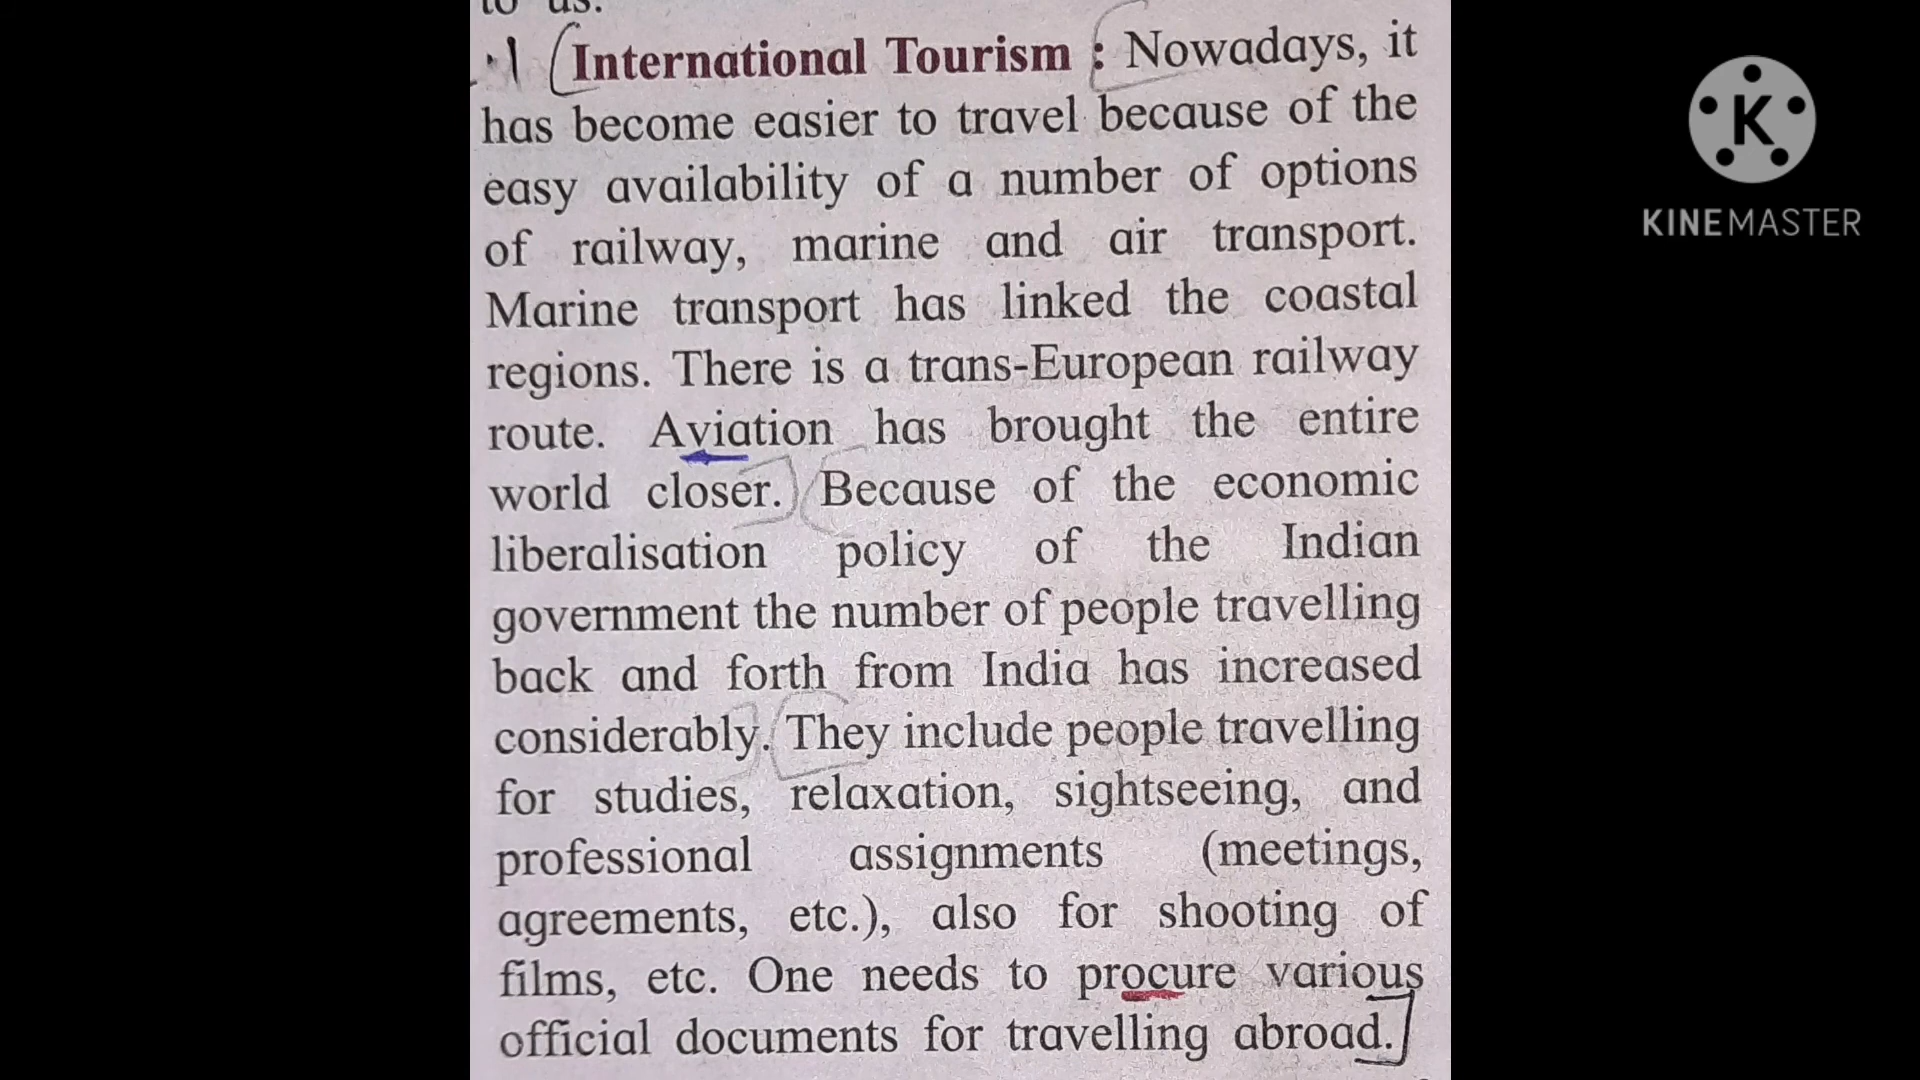 to us.
International Tourism : Nowadays, it
has become easier to travel because of the
easy availability of a number of options
of railway, marine and air transport.
Marine transport has linked the coastal
regions. There is a trans-European railway
route. Aviation has brought the entire
world closer. Because of the economic
liberalisation policy of the Indian
government the number of people travelling
back and forth from India has increased
considerably. They include people travelling
for studies, relaxation, sightseeing, and
professional assignments (meetings,
agreements, etc.), also for shooting of
films, etc. One needs to procure various
official documents for travelling abroad.
K
KINEMASTER